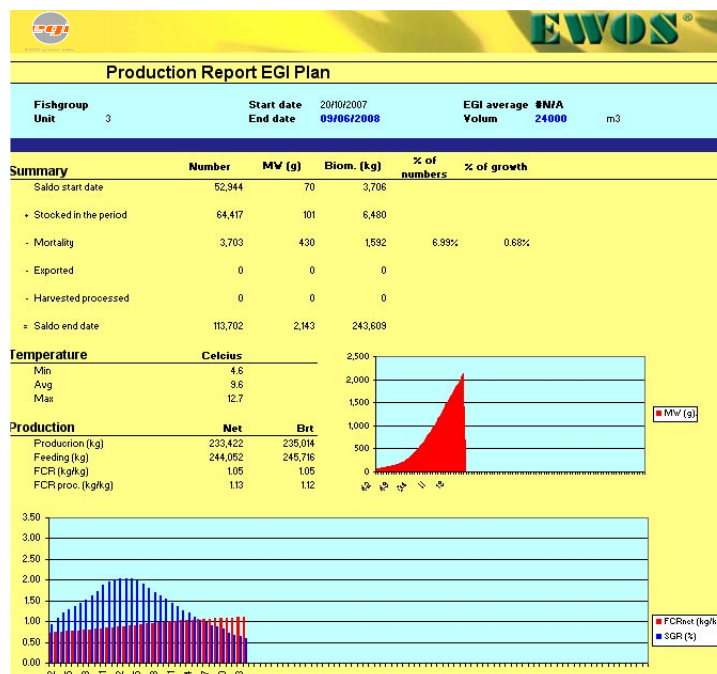 egi
EWOS®
Production Report EGI Plan
Fishgroup Start date 20/10/2007 EGI average #N/A
Unit 3 End date 09/06/2008 Volum 24000 m3
Summary Number MW (g) Biom. (kg) % of numbers % of growth
Saldo start date 52,944 70 3,706
+ Stocked in the period 64,417 101 6,480
- Mortality 3,703 430 1,592 6.99% 0.68%
- Exported 0 0 0
- Harvested processed 0 0 0
= Saldo end date 113,702 2,143 243,609
Temperature Celcius
Min 4.6
Avg 9.6
Max 12.7
Production Net Brt
Producrion (kg) 233,422 235,014
Feeding (kg) 244,052 245,716
FCR (kg/kg) 1.05 1.05
FCR proc. (kg/kg) 1.13 1.12
2,500
2,000
1,500
1,000
500
0
MW (g)
3.50
3.00
2.50
2.00
1.50
1.00
0.50
0.00
FCRnet (kg/k
SGR (%)